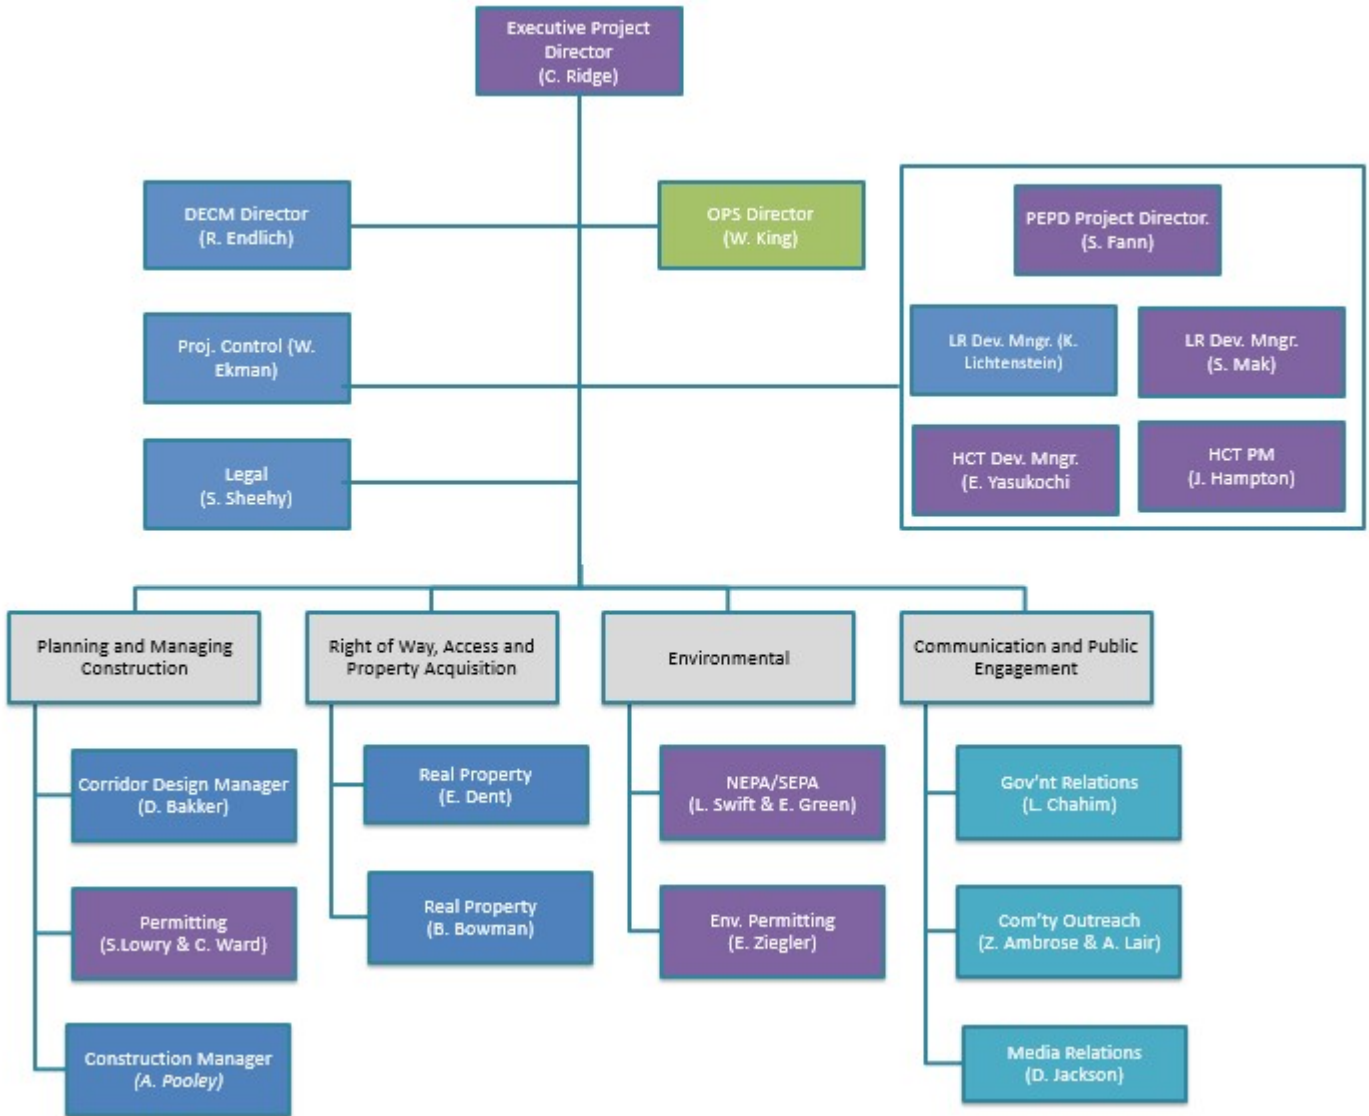 Executive Project
Director
(C. Ridge)
DECM Director
(R. Endlich)
OPS Director
(W. King)
PEPD Project Director.
(S. Fann)
Proj. Control (W.
Ekman)
LR Dev. Mngr. (K.
Lichtenstein)
LR Dev. Mngr.
(S. Mak)
Legal
(S. Sheehy)
HCT Dev. Mngr.
(E. Yasukochi
HCT PM
(J. Hampton)
Planning and Managing
Construction
Right of Way, Access and
Property Acquisition
Environmental
Communication and Public
Engagement
Corridor Design Manager
(D. Bakker)
Real Property
(E. Dent)
NEPA/SEPA
(L. Swift & E. Green)
Gov'nt Relations
(L. Chahim)
Permitting
(S.Lowry & C. Ward)
Real Property
(B. Bowman)
Env. Permitting
(E. Ziegler)
Com'ty Outreach
(Z. Ambrose & A. Lair)
Construction Manager
(A. Pooley)
Media Relations
(D. Jackson)